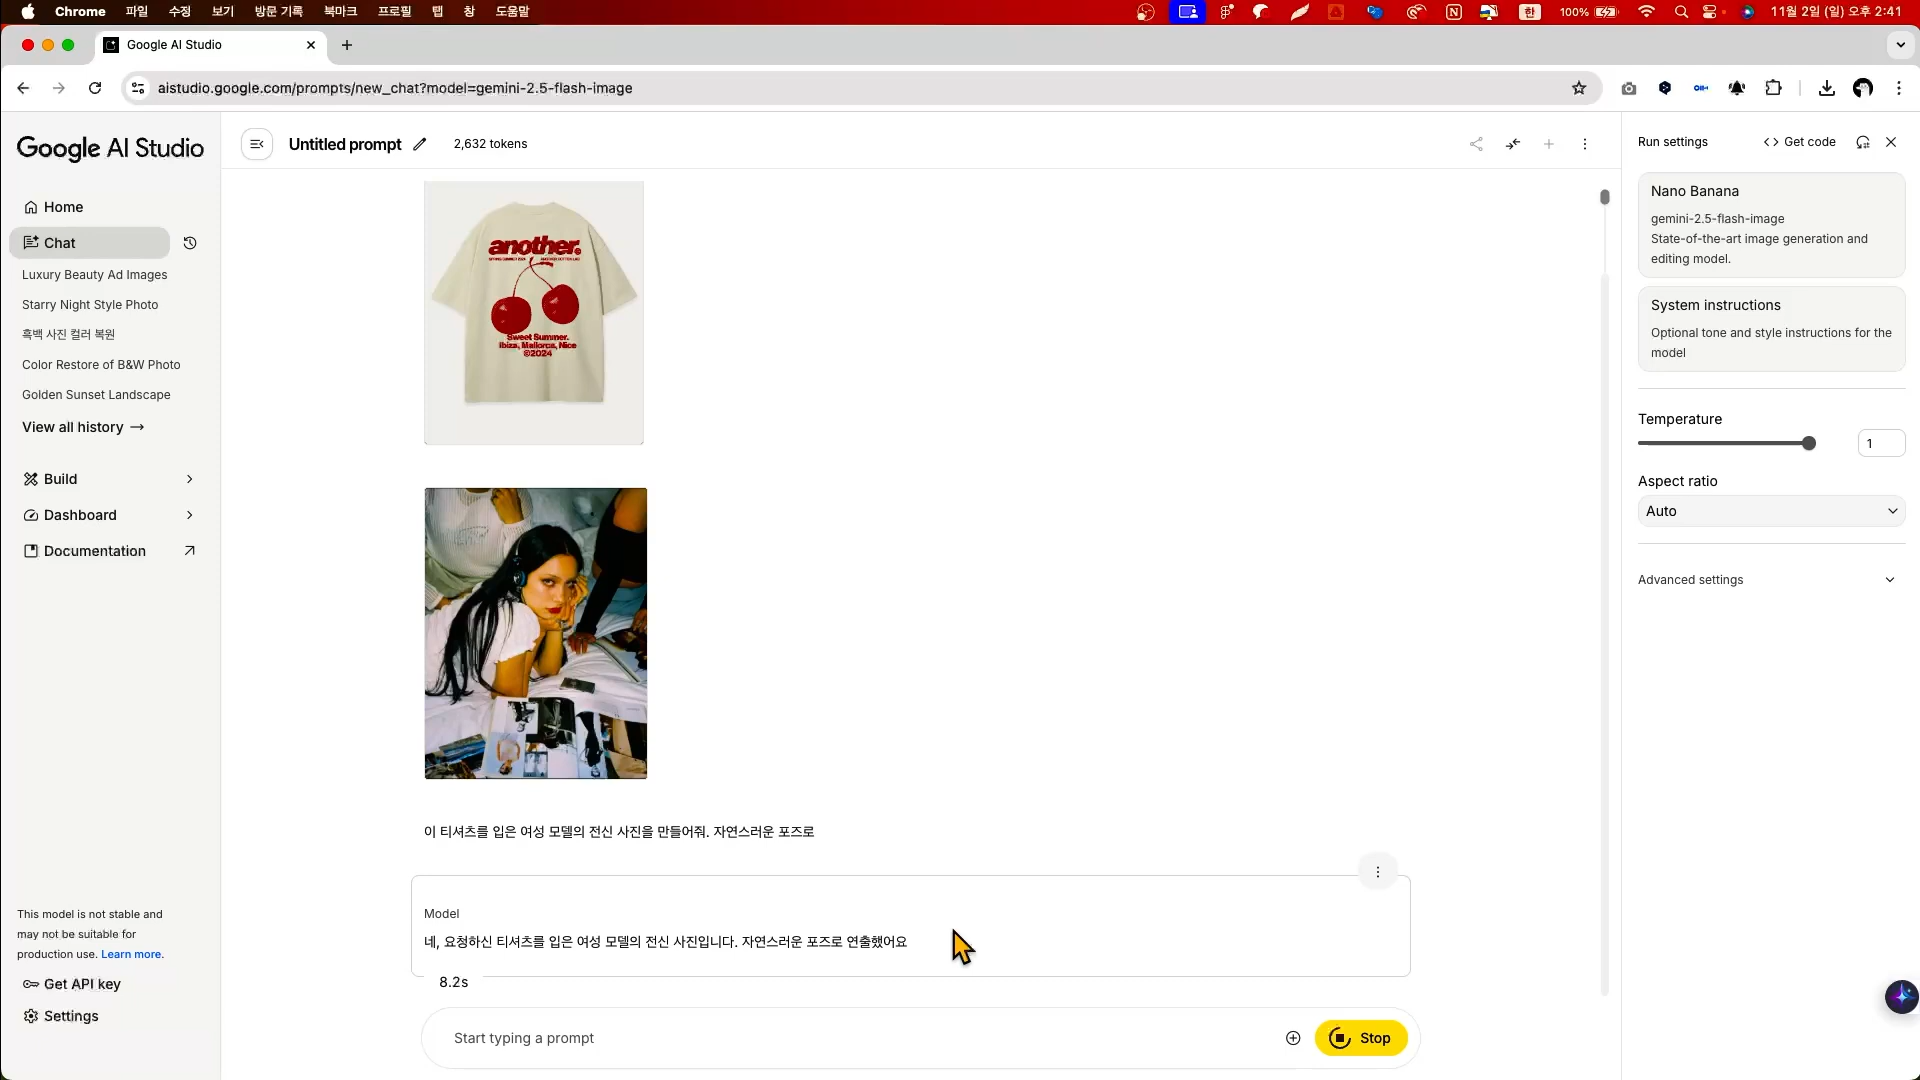 Chrome 파일 수정 보기 방문 기록 북마크 프로필 탭 창 도움말
한 100% 11월 2일 (일) 오후 2:41
Google AI Studio
aistudio.google.com/prompts/new_chat?model=gemini-2.5-flash-image
Google AI Studio
Home
Chat
Luxury Beauty Ad Images
Starry Night Style Photo
흑백 사진 컬러 복원
Color Restore of B&W Photo
Golden Sunset Landscape
View all history
Build
Dashboard
Documentation
This model is not stable and
may not be suitable for
production use. Learn more.
Get API key
Settings
Untitled prompt 2,632 tokens
another.
Sweet Summer.
Ibiza, Mallorca, Nice
©2024
이 티셔츠를 입은 여성 모델의 전신 사진을 만들어줘. 자연스러운 포즈로
Model
네, 요청하신 티셔츠를 입은 여성 모델의 전신 사진입니다. 자연스러운 포즈로 연출했어요
8.2s
Start typing a prompt
Stop
Run settings
Get code
Nano Banana
gemini-2.5-flash-image
State-of-the-art image generation and
editing model.
System instructions
Optional tone and style instructions for the
model
Temperature
1
Aspect ratio
Auto
Advanced settings